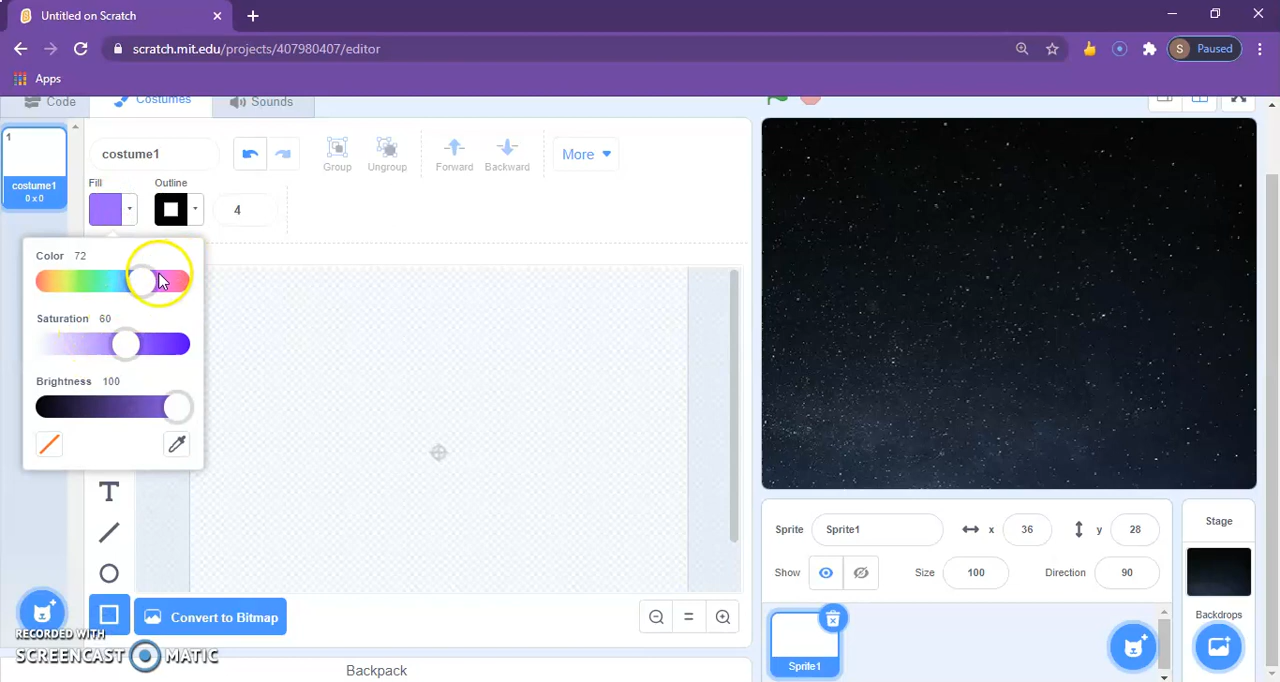 Untitled on Scratch
scratch.mit.edu/projects/407980407/editor
S Paused
Apps
Code Costumes Sounds
1
costume1
0 x 0
costume1
Group Ungroup Forward Backward More
Fill Outline
4
Color 72
Saturation 60
Brightness 100
T
Convert to Bitmap
Backpack
Sprite Sprite1 x 36 y 28
Show Size 100 Direction 90
Sprite1
Stage
Backdrops
RECORDED WITH
SCREENCAST MATIC